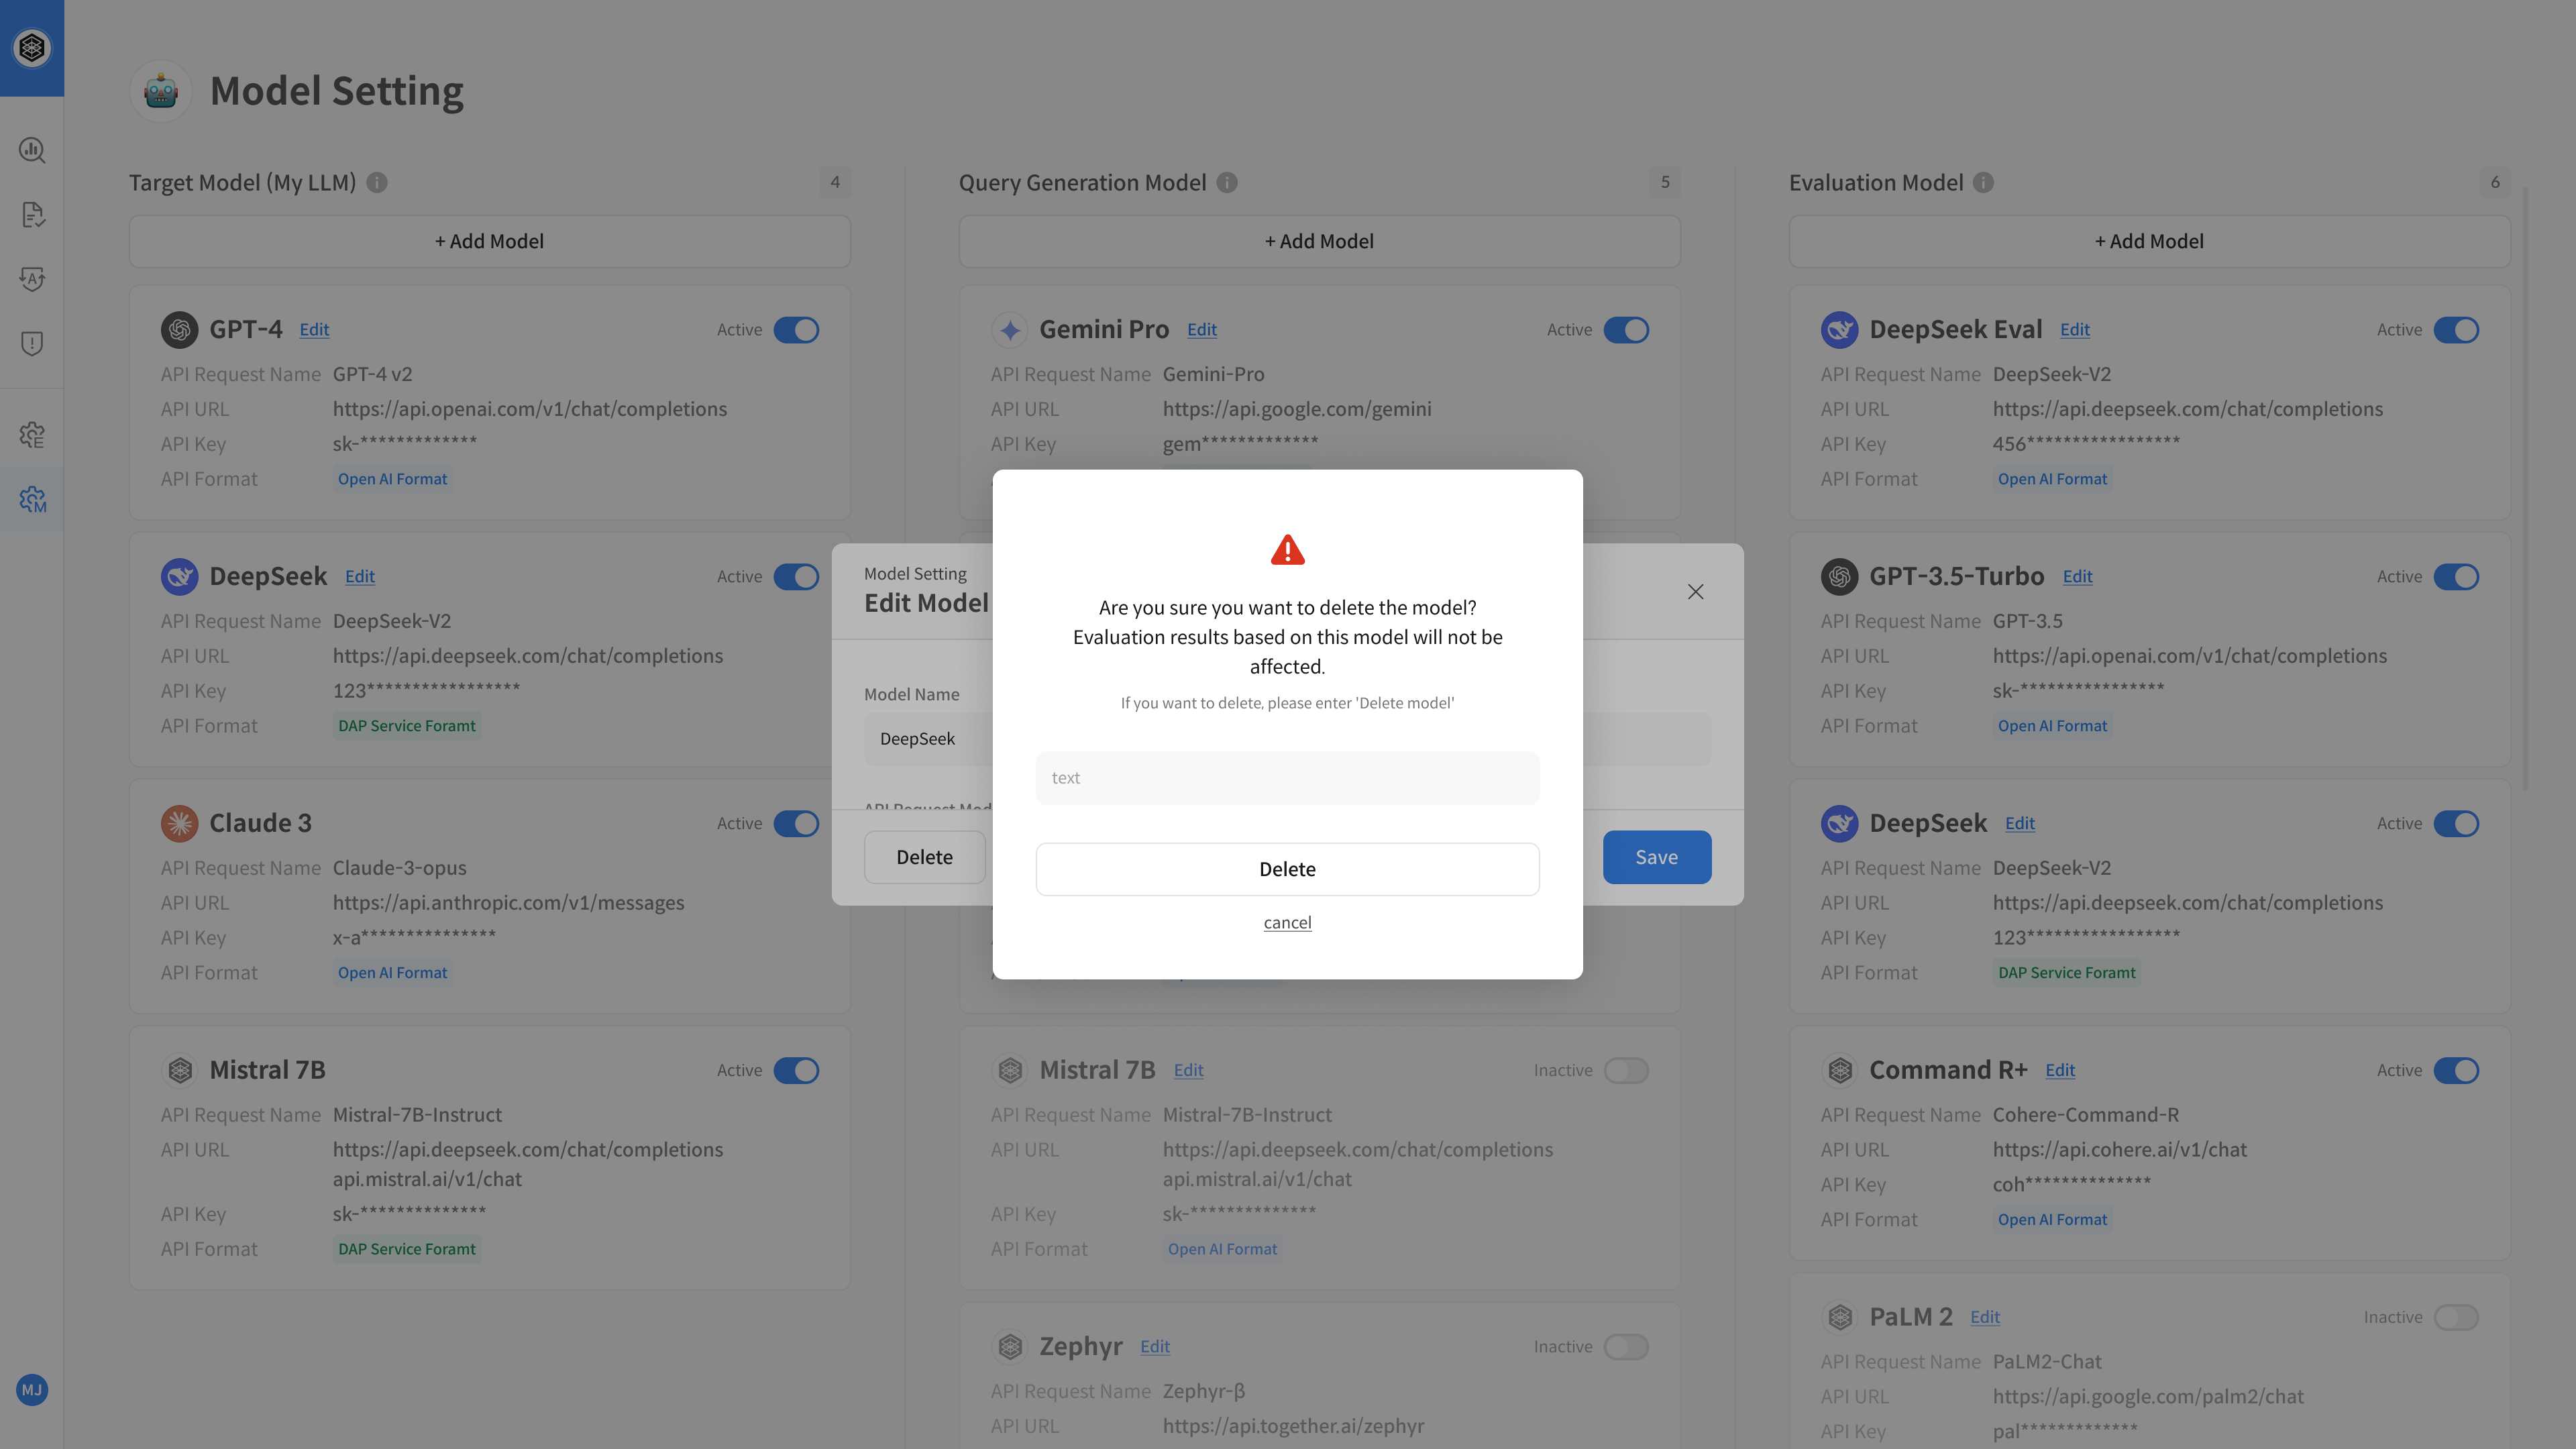 Model Setting
Target Model (My LLM)
4
+ Add Model
GPT-4
Edit
Active
API Request Name
GPT-4 v2
API URL
https://api.openai.com/v1/chat/completions
API Key
sk-*************
API Format
Open AI Format
DeepSeek
Edit
Active
API Request Name
DeepSeek-V2
API URL
https://api.deepseek.com/chat/completions
API Key
123*****************
API Format
DAP Service Foramt
Claude 3
Active
API Request Name
Claude-3-opus
API URL
https://api.anthropic.com/v1/messages
API Key
x-a***************
API Format
Open AI Format
Mistral 7B
Active
API Request Name
Mistral-7B-Instruct
API URL
https://api.deepseek.com/chat/completions
api.mistral.ai/v1/chat
API Key
sk-**************
API Format
DAP Service Foramt
Query Generation Model
5
+ Add Model
Gemini Pro
Edit
Active
API Request Name
Gemini-Pro
API URL
https://api.google.com/gemini
API Key
gem*************
Mistral 7B
Edit
Inactive
API Request Name
Mistral-7B-Instruct
API URL
https://api.deepseek.com/chat/completions
api.mistral.ai/v1/chat
API Key
sk-**************
API Format
Open AI Format
Zephyr
Edit
Inactive
API Request Name
Zephyr-β
API URL
https://api.together.ai/zephyr
Evaluation Model
6
+ Add Model
DeepSeek Eval
Edit
Active
API Request Name
DeepSeek-V2
API URL
https://api.deepseek.com/chat/completions
API Key
456*****************
API Format
Open AI Format
GPT-3.5-Turbo
Edit
Active
API Request Name
GPT-3.5
API URL
https://api.openai.com/v1/chat/completions
API Key
sk-****************
API Format
Open AI Format
DeepSeek
Edit
Active
API Request Name
DeepSeek-V2
API URL
https://api.deepseek.com/chat/completions
API Key
123*****************
API Format
DAP Service Foramt
Command R+
Edit
Active
API Request Name
Cohere-Command-R
API URL
https://api.cohere.ai/v1/chat
API Key
coh**************
API Format
Open AI Format
PaLM 2
Edit
Inactive
API Request Name
PaLM2-Chat
API URL
https://api.google.com/palm2/chat
API Key
pal*************
Model Setting
Edit Model
Model Name
DeepSeek
API Request Mod
Delete
Save
Are you sure you want to delete the model?
Evaluation results based on this model will not be
affected.
If you want to delete, please enter 'Delete model'
text
Delete
cancel
E
M
A
MJ